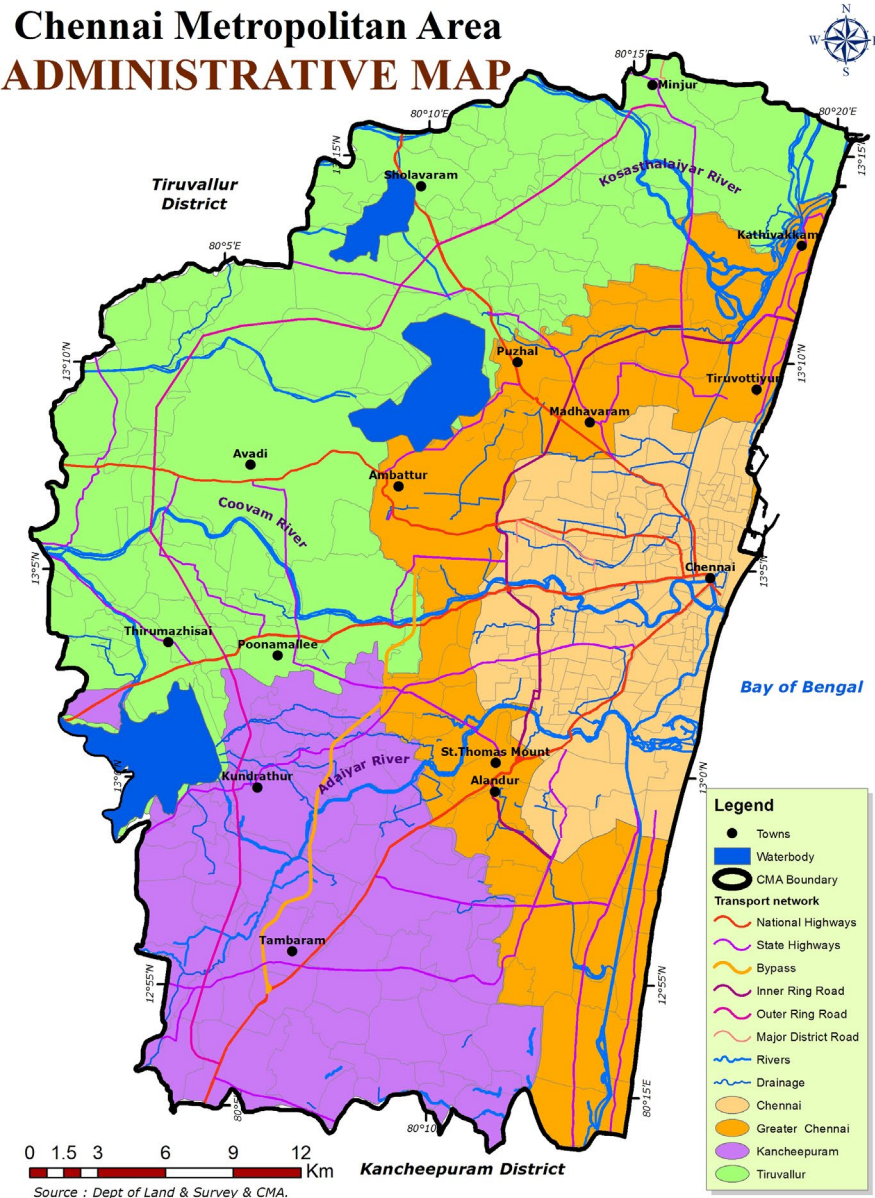 Chennai Metropolitan Area
ADMINISTRATIVE MAP
N
W
S
80°15'E
Minjur
80°10'E
80°20'E
13°15'N
Tiruvallur
District
Sholavaram
Kosasthalaiyar River
Kathivakkam
80°5'E
13°10'N
Puzhal
13°10'N
Tiruvottiyur
Madhavaram
Avadi
Ambattur
Coovam River
13°5'N
Chennai
13°5'N
Thirumazhisai
Poonamallee
Bay of Bengal
St.Thomas Mount
Adaiyar River
Kundrathur
Alandur
13°0'N
Tambaram
12°55'N
12°55'N
80°15'E
80°10'
Legend
Towns
Waterbody
CMA Boundary
Transport network
National Highways
State Highways
Bypass
Inner Ring Road
Outer Ring Road
Major District Road
Rivers
Drainage
Chennai
Greater Chennai
Kancheepuram
Tiruvallur
0 1.5 3 6 9 12
Km
Kancheepuram District
Source : Dept of Land & Survey & CMA.